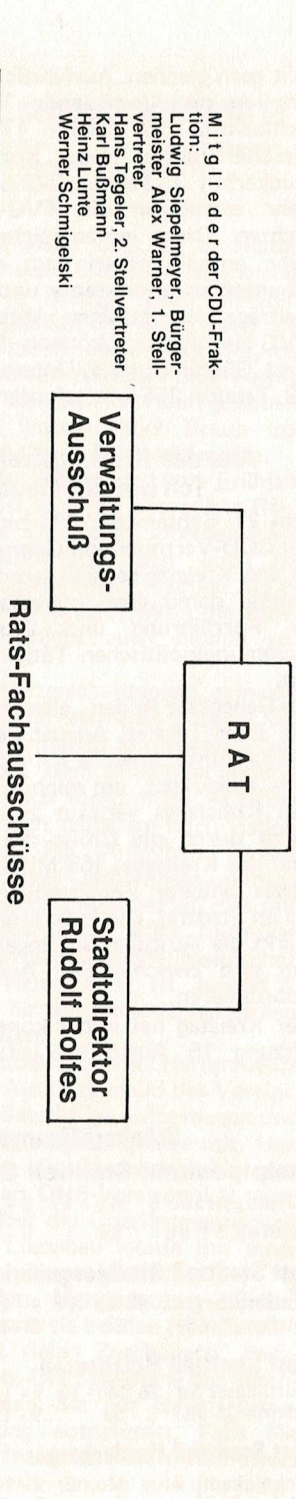 Mitglieder der CDU-Frak-
tion:
Ludwig Siepelmeyer, Bürger-
meister Alex Warner, 1. Stell-
vertreter
Hans Tegeler, 2. Stellvertreter
Karl Bußmann
Heinz Lunte
Werner Schmigelski
RAT
Verwaltungs-
Ausschuß
Stadtdirektor
Rudolf Rolfes
Rats-Fachausschüsse